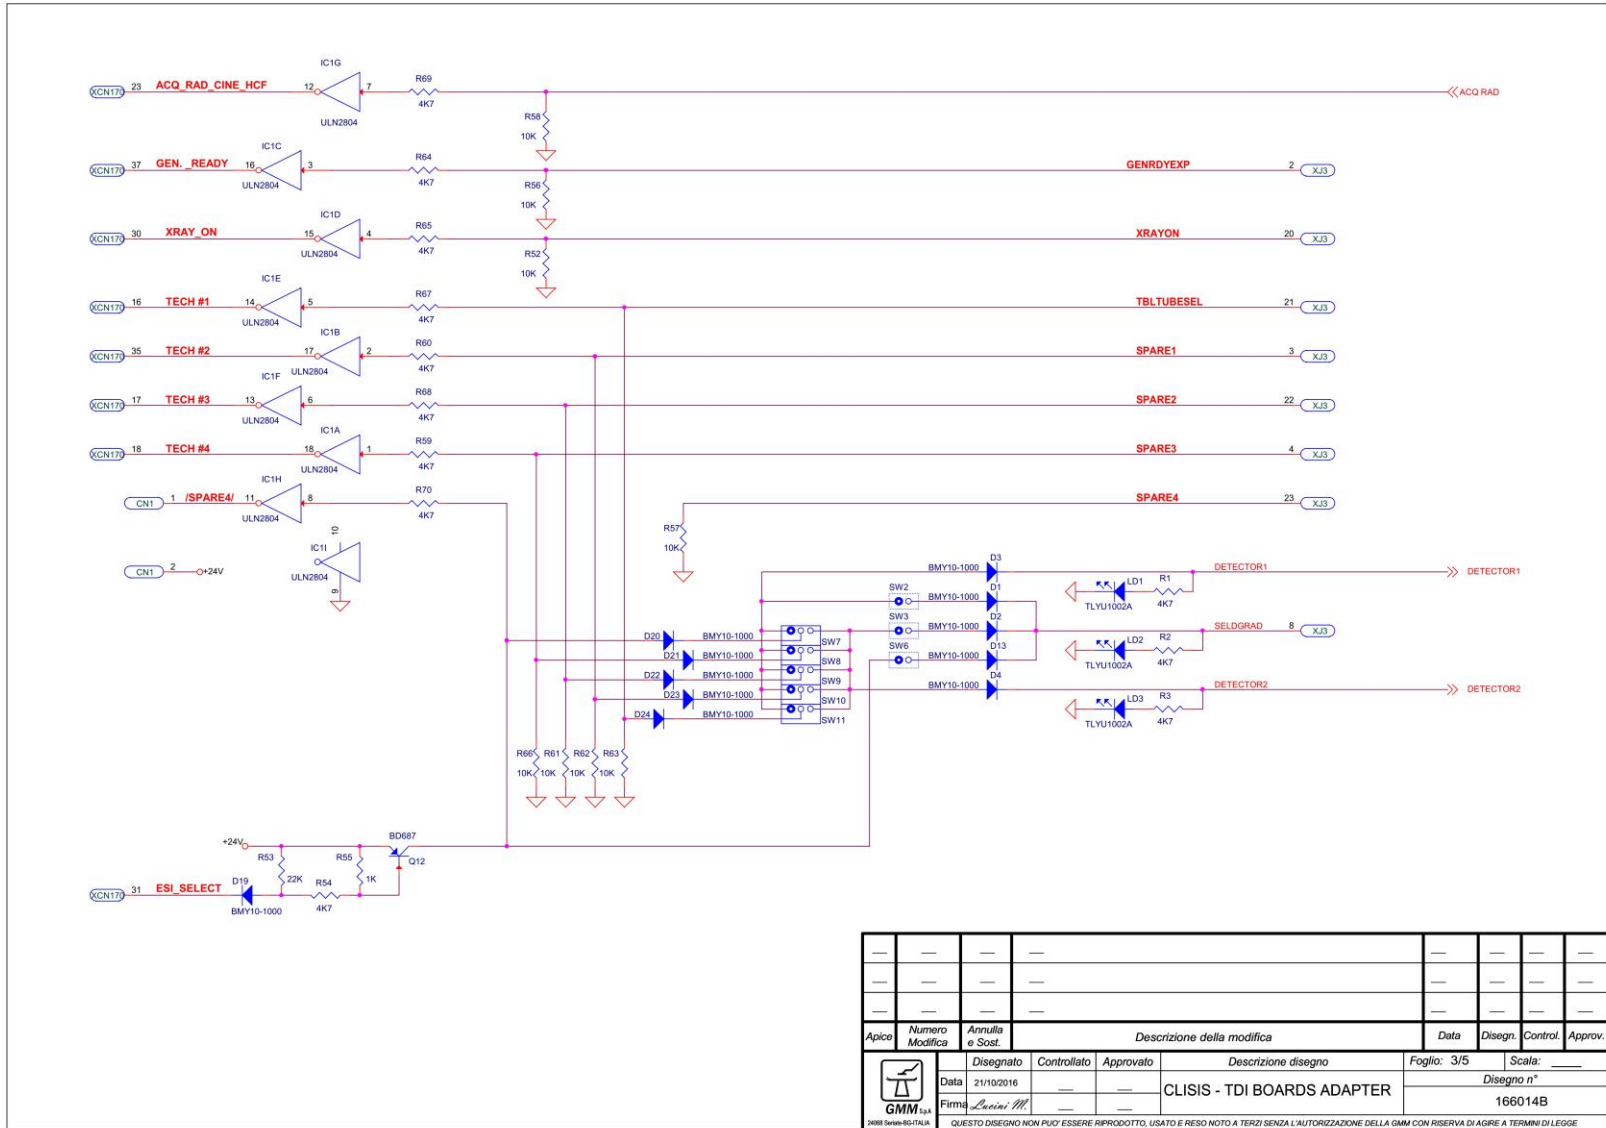 IC1G
XCN170 23 ACQ_RAD_CINE_HCF 12 7 R69 4K7 ACQ RAD
ULN2804
R58
10K
IC1C
XCN170 37 GEN. _READY 16 3 R64 4K7 GENRDYEXP 2 XJ3
ULN2804
R56
10K
IC1D
XCN170 30 XRAY_ON 15 4 R65 4K7 XRAYON 20 XJ3
ULN2804
R52
10K
IC1E
XCN170 16 TECH #1 14 5 R67 4K7 TBLTUBESEL 21 XJ3
ULN2804
IC1B
XCN170 35 TECH #2 17 2 R60 4K7 SPARE1 3 XJ3
ULN2804
IC1F
XCN170 17 TECH #3 13 6 R68 4K7 SPARE2 22 XJ3
ULN2804
IC1A
XCN170 18 TECH #4 18 1 R59 4K7 SPARE3 4 XJ3
ULN2804
IC1H
CN1 1 /SPARE4/ 11 8 R70 4K7 SPARE4 23 XJ3
ULN2804
R57
10K
10
IC1I
ULN2804
9
CN1 2 +24V
BMY10-1000 D3 DETECTOR1 DETECTOR1
LD1 R1
TLYU1002A 4K7
SW2 BMY10-1000 D1
SW3 BMY10-1000 D2 SELDGRAD 8 XJ3
LD2 R2
TLYU1002A 4K7
SW6 BMY10-1000 D13
BMY10-1000 D4 DETECTOR2 DETECTOR2
LD3 R3
TLYU1002A 4K7
D20 BMY10-1000 SW7
D21 BMY10-1000 SW8
D22 BMY10-1000 SW9
D23 BMY10-1000 SW10
D24 BMY10-1000 SW11
R66 R61 R62 R63
10K 10K 10K 10K
+24V BD687
R53 R55 Q12
22K 1K
XCN170 31 ESI_SELECT D19 R54
BMY10-1000 4K7
Apice Numero Modifica Annulla e Sost. Descrizione della modifica Data Disegn. Control. Approv.
Disegnato Controllato Approvato Descrizione disegno Foglio: 3/5 Scala:
Data 21/10/2016 CLISIS - TDI BOARDS ADAPTER Disegno n°
Firma Lucini M. 166014B
GMM S.p.A
24068 Seriate-BG-ITALIA QUESTO DISEGNO NON PUO' ESSERE RIPRODOTTO, USATO E RESO NOTO A TERZI SENZA L'AUTORIZZAZIONE DELLA GMM CON RISERVA DI AGIRE A TERMINI DI LEGGE